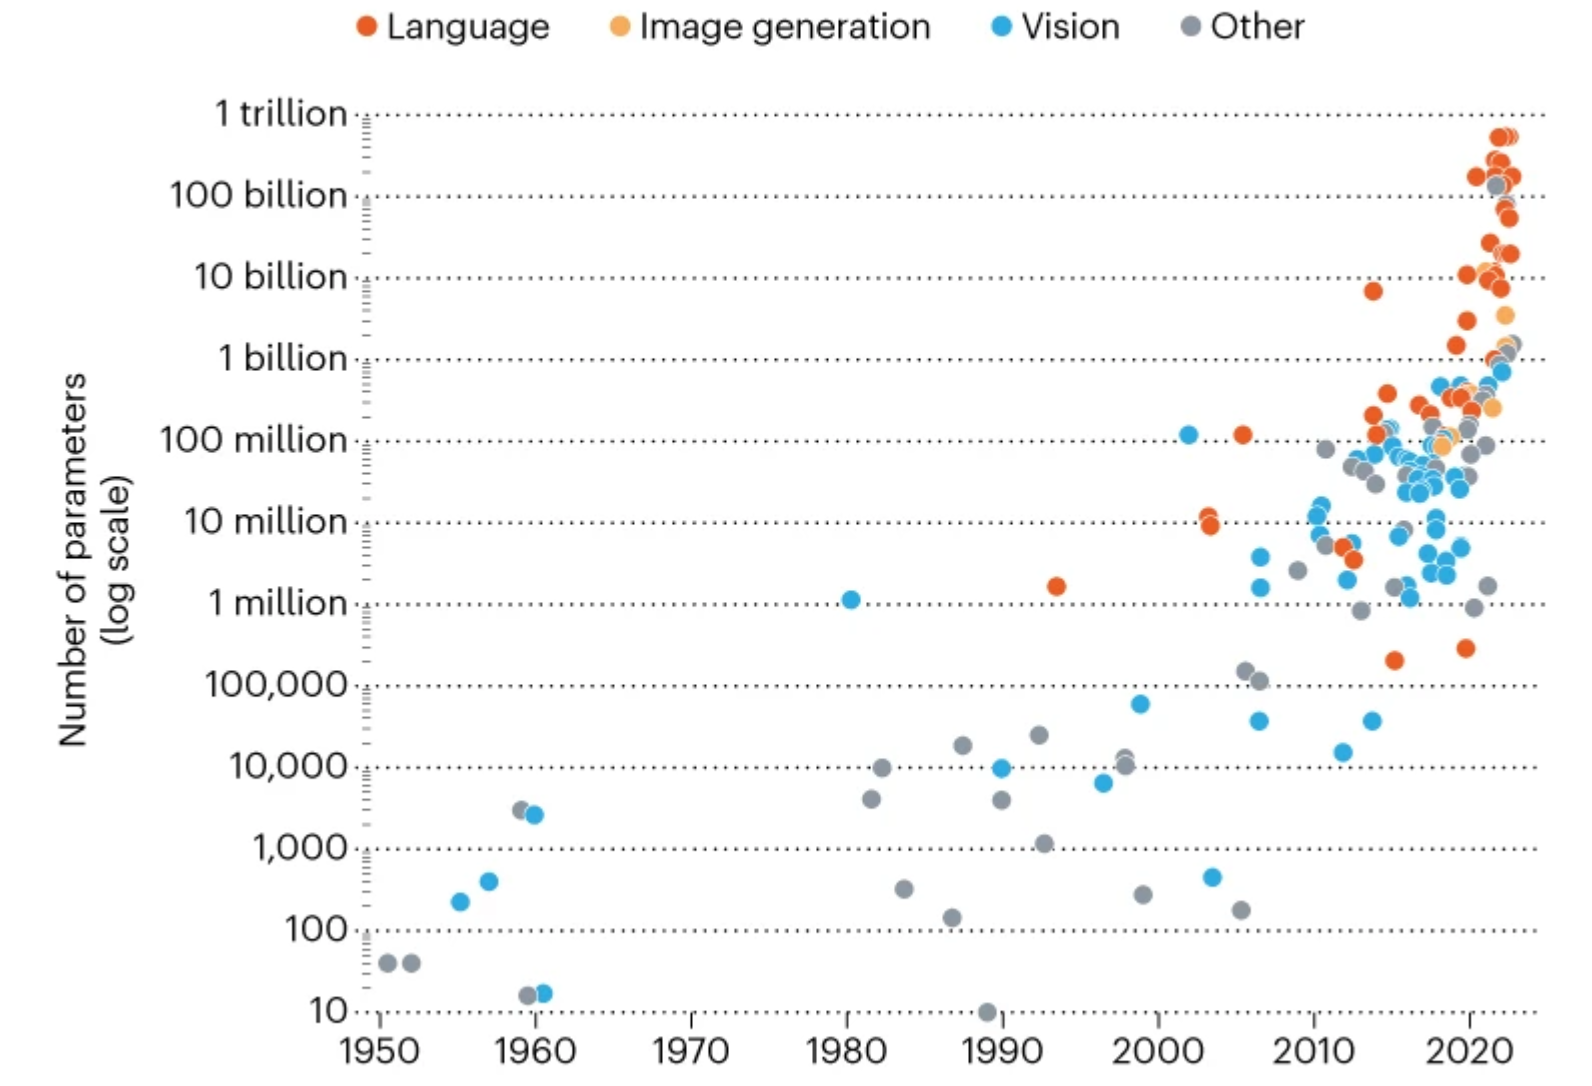 Language Image generation Vision Other
1 trillion
100 billion
10 billion
1 billion
100 million
10 million
1 million
100,000
10,000
1,000
100
10
Number of parameters
(log scale)
1950 1960 1970 1980 1990 2000 2010 2020